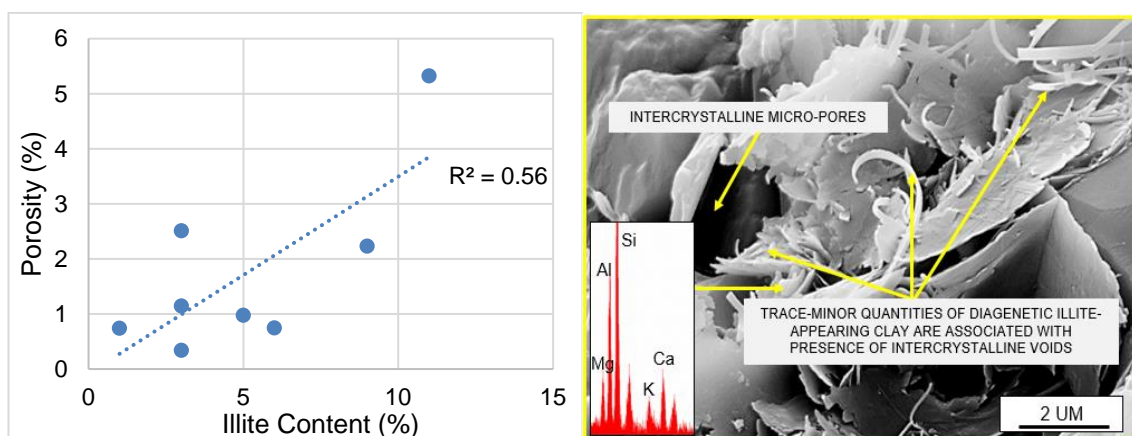 6
5
4
3
2
1
0
Porosity (%)
R² = 0.56
0
5
10
15
Illite Content (%)
INTERCRYSTALLINE MICRO-PORES
Si
Al
Mg
K
Ca
TRACE-MINOR QUANTITIES OF DIAGENETIC ILLITE-
APPEARING CLAY ARE ASSOCIATED WITH
PRESENCE OF INTERCRYSTALLINE VOIDS
2 UM